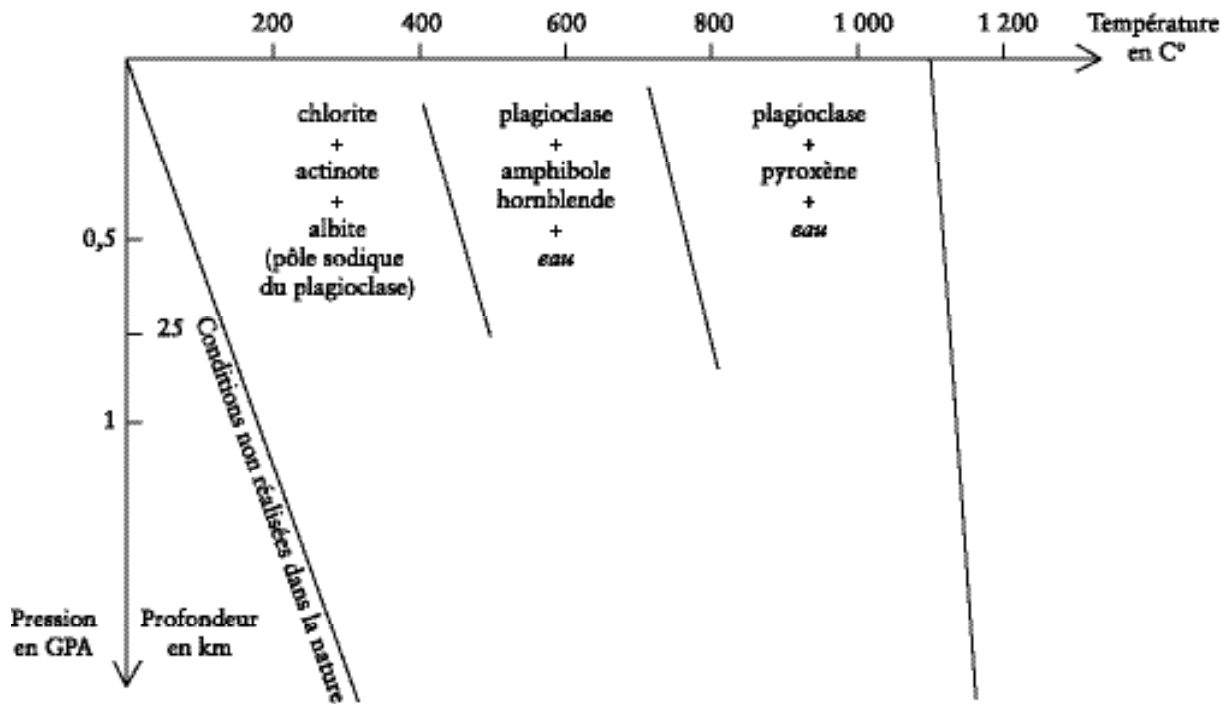 200 400 600 800 1 000 1 200 Température
en C°
chlorite
+
actinote
+
albite
(pôle sodique
du plagioclase)
plagioclase
+
amphibole
hornblende
+
eau
plagioclase
+
pyroxène
+
eau
0,5
25
1
Conditions non réalisées dans la nature
Pression
en GPA
Profondeur
en km